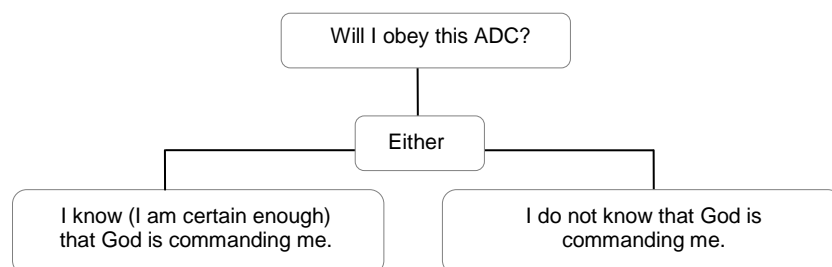 Will I obey this ADC?
Either
I know (I am certain enough)
that God is commanding me.
I do not know that God is
commanding me.